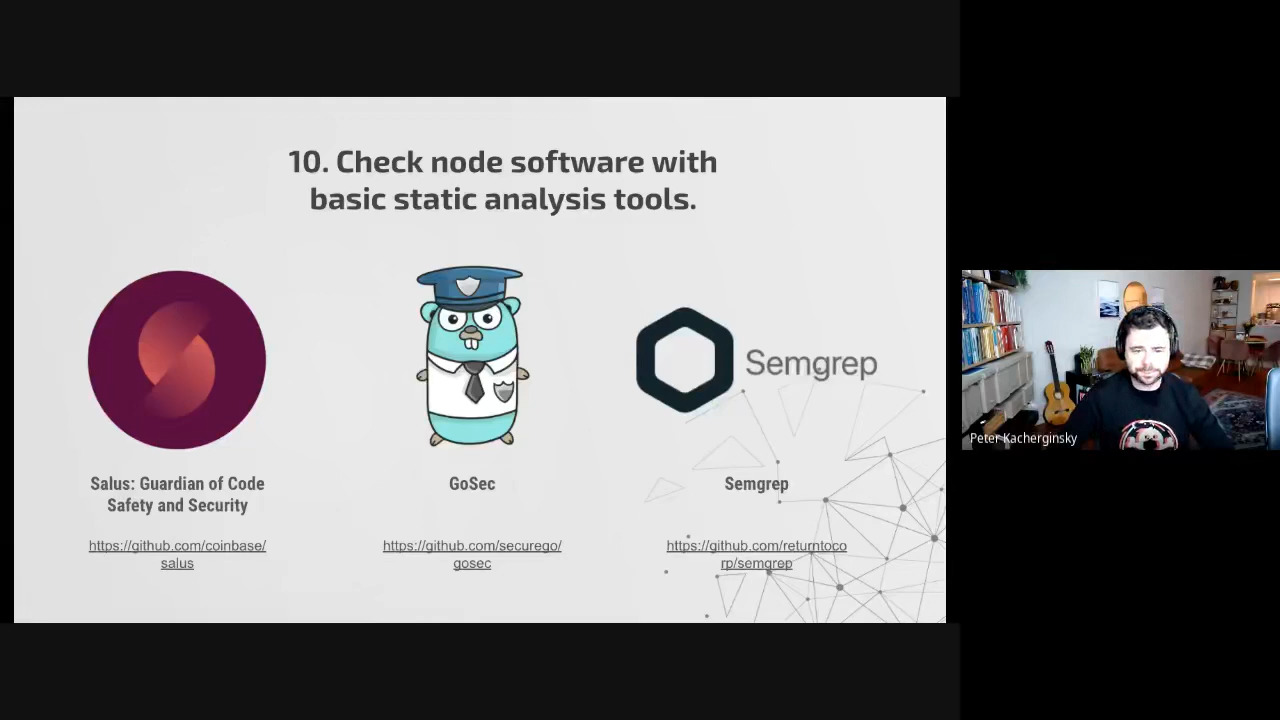 10. Check node software with
basic static analysis tools.
Semgrep
Salus: Guardian of Code
Safety and Security
GoSec
Semgrep
https://github.com/coinbase/
salus
https://github.com/securego/
gosec
https://github.com/returntoco
rp/semgrep
Peter Kacherginsky